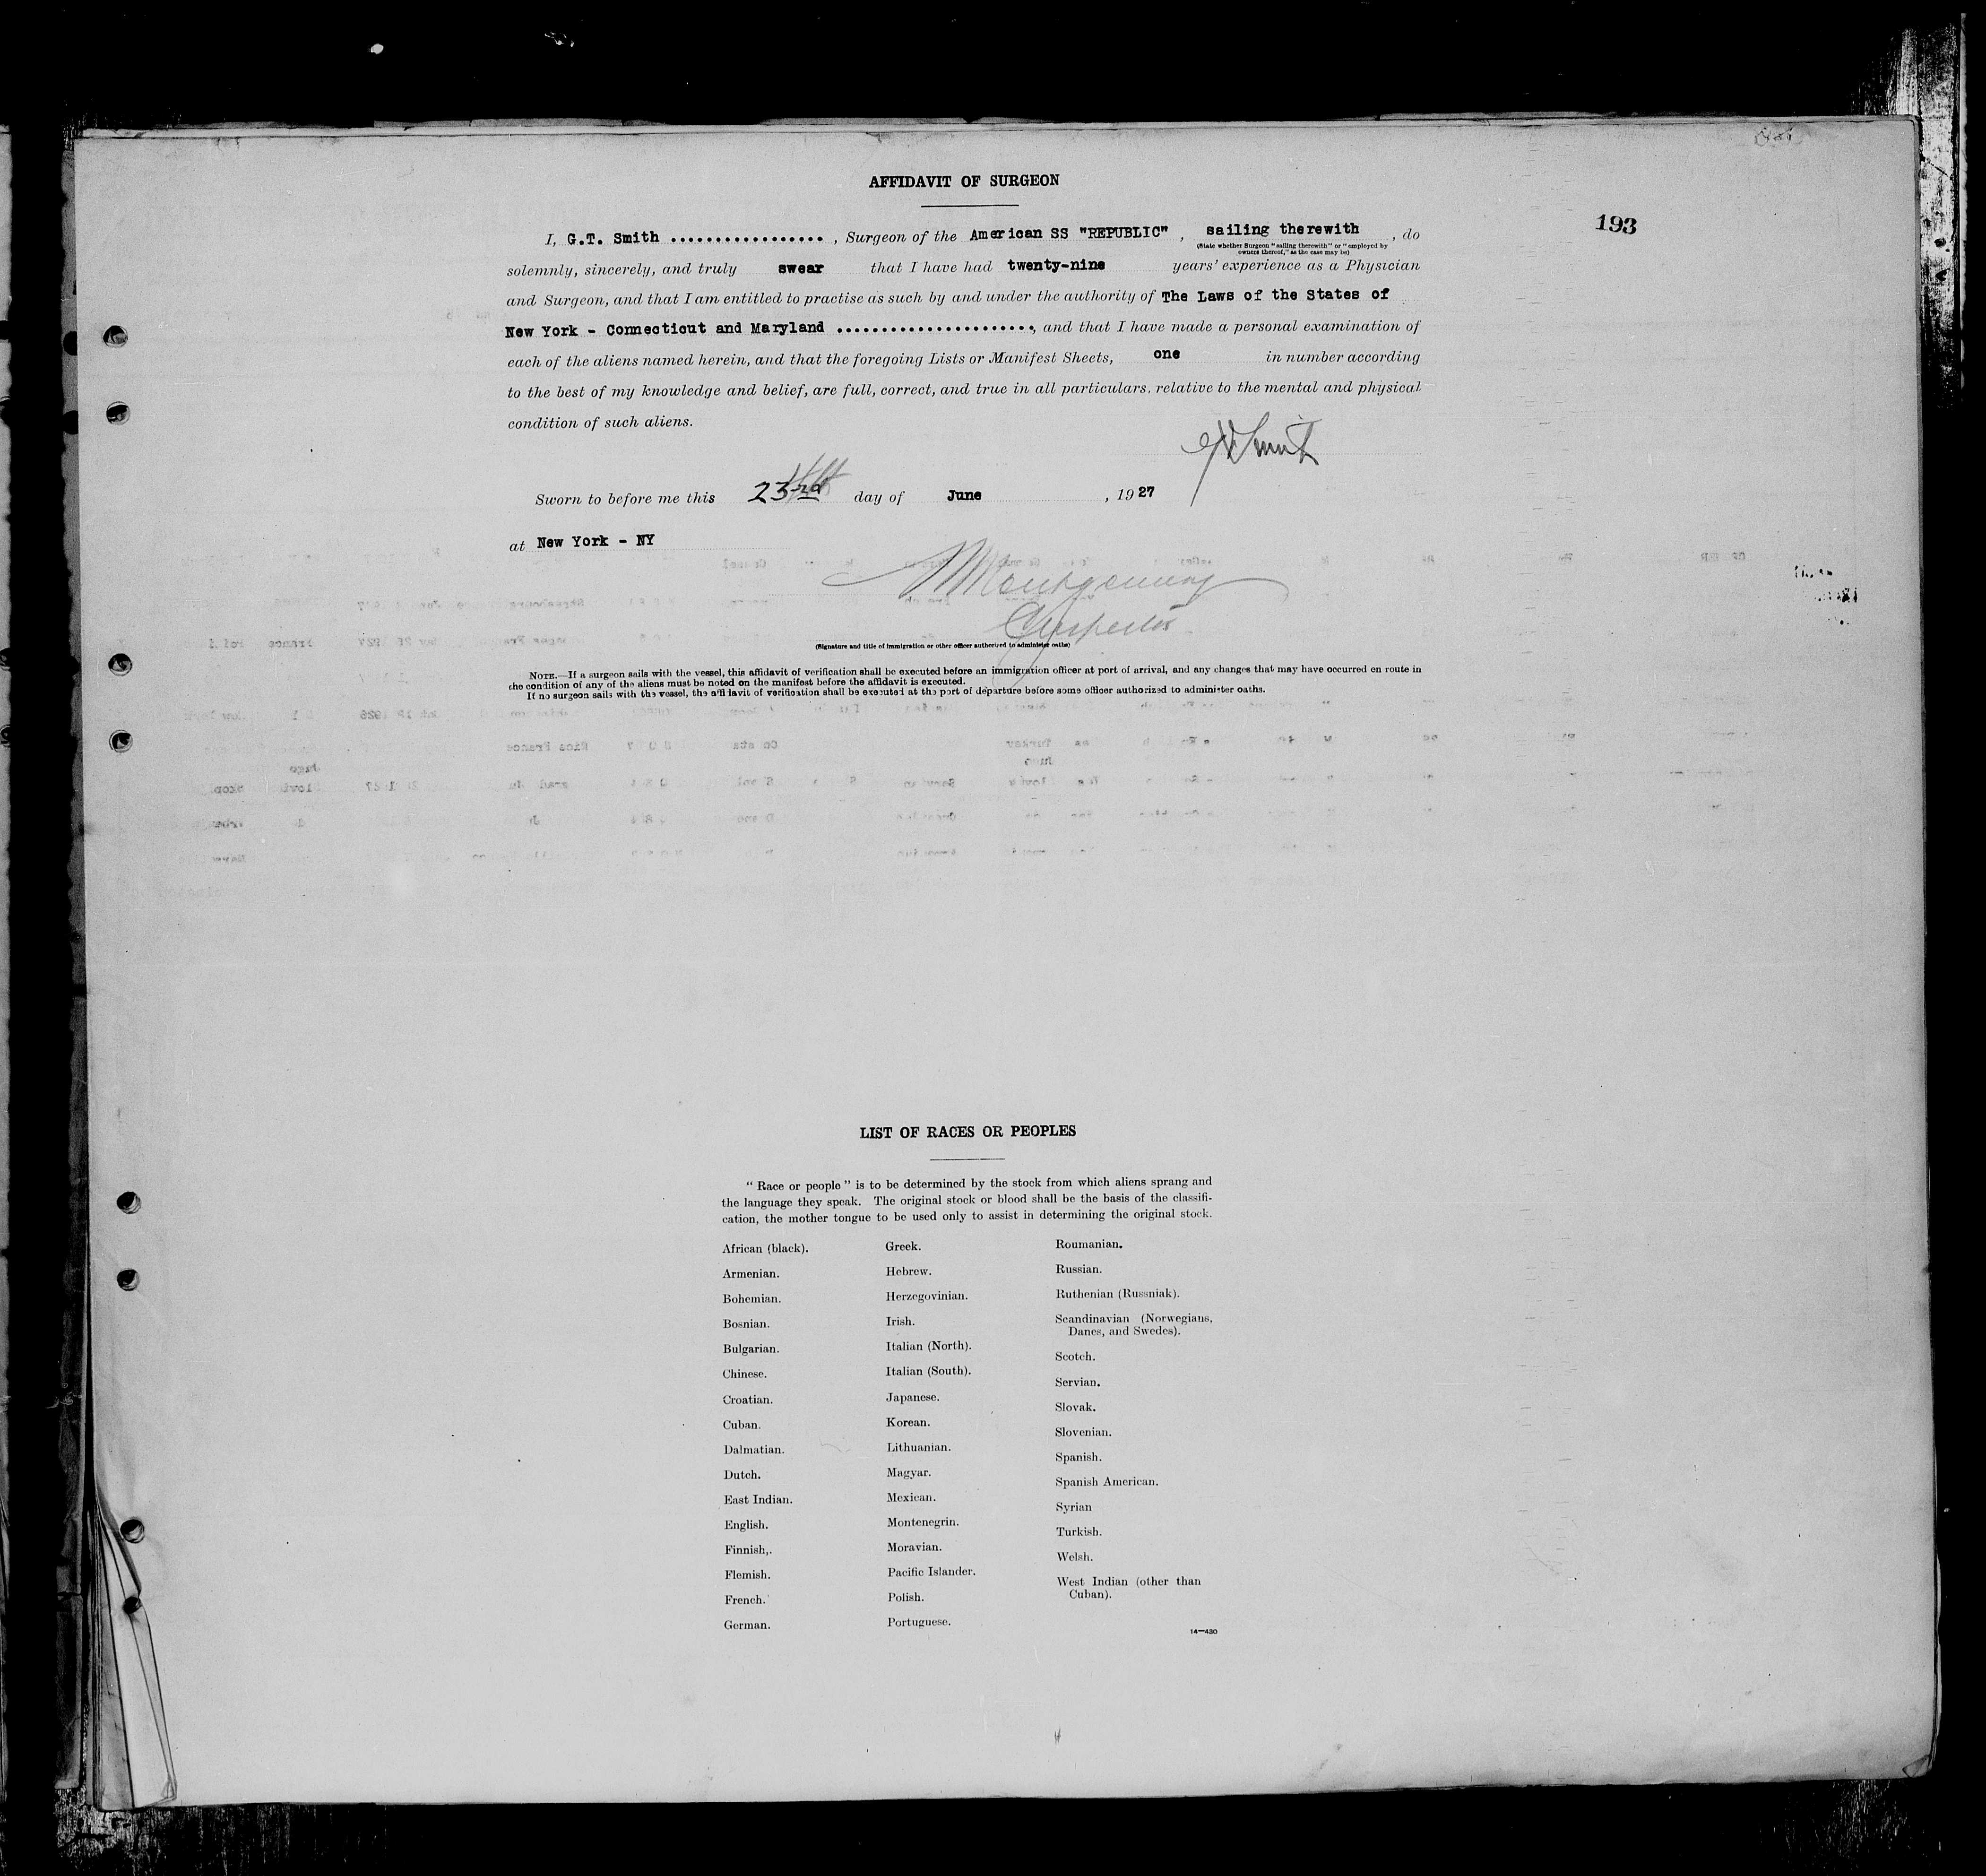 AFFIDAVIT OF SURGEON
193
I, G.T. Smith .................. , Surgeon of the American SS "REPUBLIC" , sailing therewith , do
(State whether Surgeon "sailing therewith" or "employed by
owners thereof," as the case may be)
solemnly, sincerely, and truly swear that I have had twenty-nine years' experience as a Physician
and Surgeon, and that I am entitled to practise as such by and under the authority of The Laws of the States of
New York - Connecticut and Maryland ......................., and that I have made a personal examination of
each of the aliens named herein, and that the foregoing Lists or Manifest Sheets, one in number according
to the best of my knowledge and belief, are full, correct, and true in all particulars, relative to the mental and physical
condition of such aliens.
G T Smith
Sworn to before me this 23rd day of June , 1927
at New York - NY
Montgomery
(Signature and title of immigration or other officer authorized to administer oaths)
NOTE.—If a surgeon sails with the vessel, this affidavit of verification shall be executed before an immigration officer at port of arrival, and any changes that may have occurred en route in
the condition of any of the aliens must be noted on the manifest before the affidavit is executed.
If no surgeon sails with the vessel, the affidavit of verification shall be executed at the port of departure before some officer authorized to administer oaths.
LIST OF RACES OR PEOPLES
" Race or people " is to be determined by the stock from which aliens sprang and
the language they speak. The original stock or blood shall be the basis of the classifi-
cation, the mother tongue to be used only to assist in determining the original stock.
African (black).
Armenian.
Bohemian.
Bosnian.
Bulgarian.
Chinese.
Croatian.
Cuban.
Dalmatian.
Dutch.
East Indian.
English.
Finnish,.
Flemish.
French.
German.
Greek.
Hebrew.
Herzegovinian.
Irish.
Italian (North).
Italian (South).
Japanese.
Korean.
Lithuanian.
Magyar.
Mexican.
Montenegrin.
Moravian.
Pacific Islander.
Polish.
Portuguese.
Roumanian.
Russian.
Ruthenian (Russniak).
Scandinavian (Norwegians,
Danes, and Swedes).
Scotch.
Servian.
Slovak.
Slovenian.
Spanish.
Spanish American.
Syrian
Turkish.
Welsh.
West Indian (other than
Cuban).
14—430